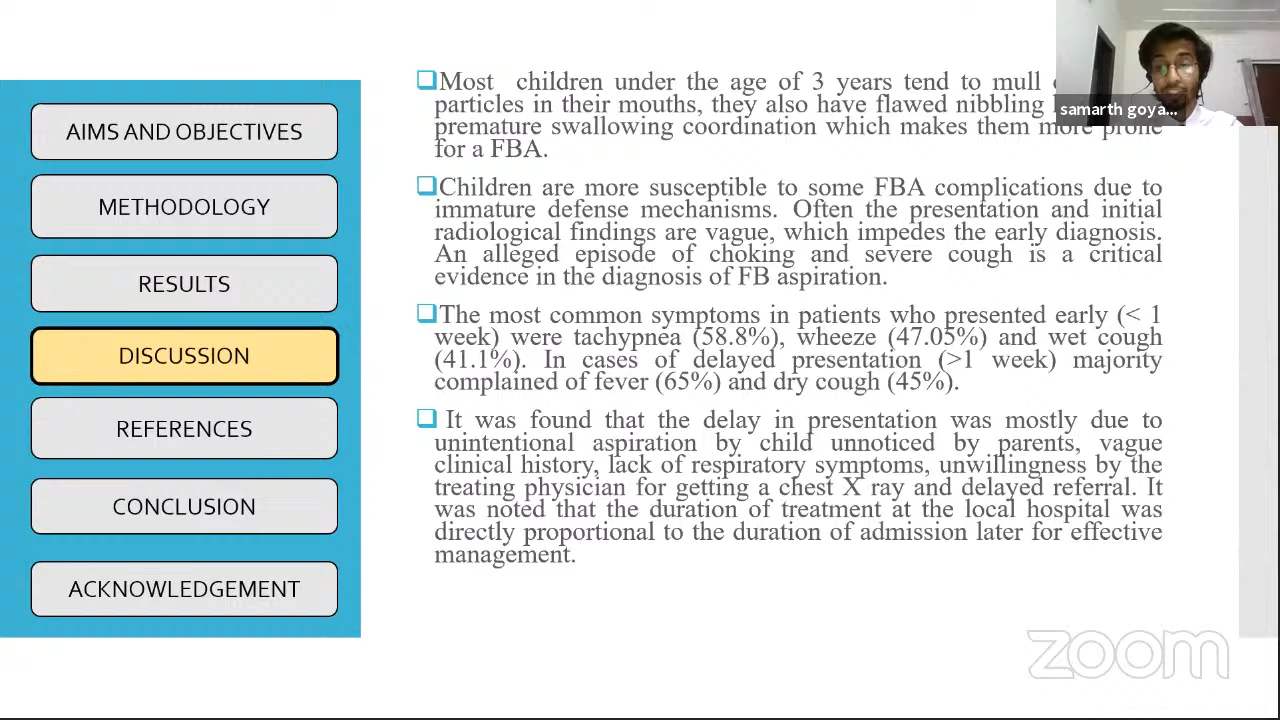 AIMS AND OBJECTIVES
METHODOLOGY
RESULTS
DISCUSSION
REFERENCES
CONCLUSION
ACKNOWLEDGEMENT
Most children under the age of 3 years tend to mull
particles in their mouths, they also have flawed nibbling
premature swallowing coordination which makes them more prone
for a FBA.
Children are more susceptible to some FBA complications due to
immature defense mechanisms. Often the presentation and initial
radiological findings are vague, which impedes the early diagnosis.
An alleged episode of choking and severe cough is a critical
evidence in the diagnosis of FB aspiration.
The most common symptoms in patients who presented early (< 1
week) were tachypnea (58.8%), wheeze (47.05%) and wet cough
(41.1%). In cases of delayed presentation (>1 week) majority
complained of fever (65%) and dry cough (45%).
It was found that the delay in presentation was mostly due to
unintentional aspiration by child unnoticed by parents, vague
clinical history, lack of respiratory symptoms, unwillingness by the
treating physician for getting a chest X ray and delayed referral. It
was noted that the duration of treatment at the local hospital was
directly proportional to the duration of admission later for effective
management.
samarth goya...
zoom